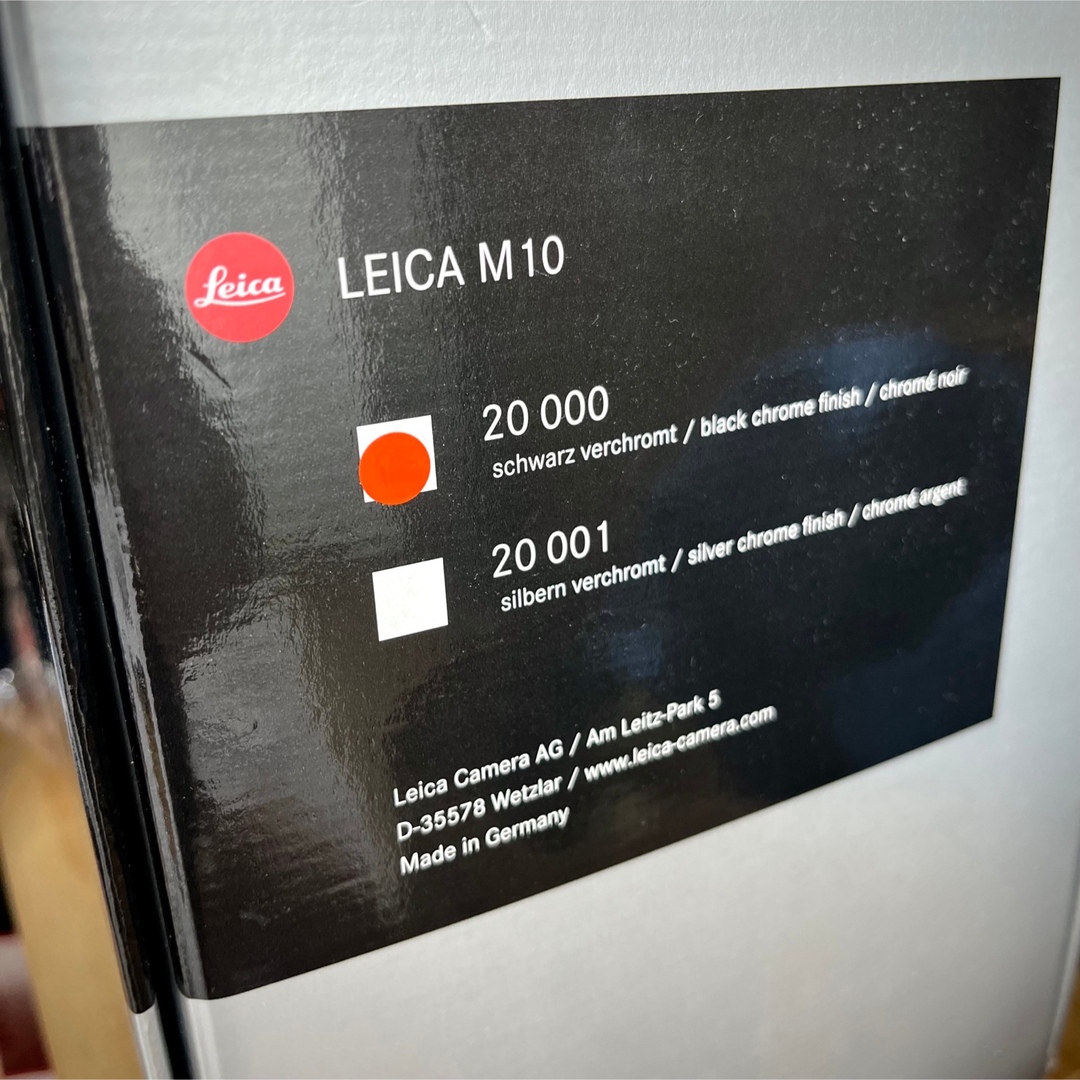 Leica
LEICA M10
20 000
schwarz verchromt / black chrome finish / chromé noir
20 001
silbern verchromt / silver chrome finish / chromé argent
Leica Camera AG / Am Leitz-Park 5
D-35578 Wetzlar / www.leica-camera.com
Made in Germany